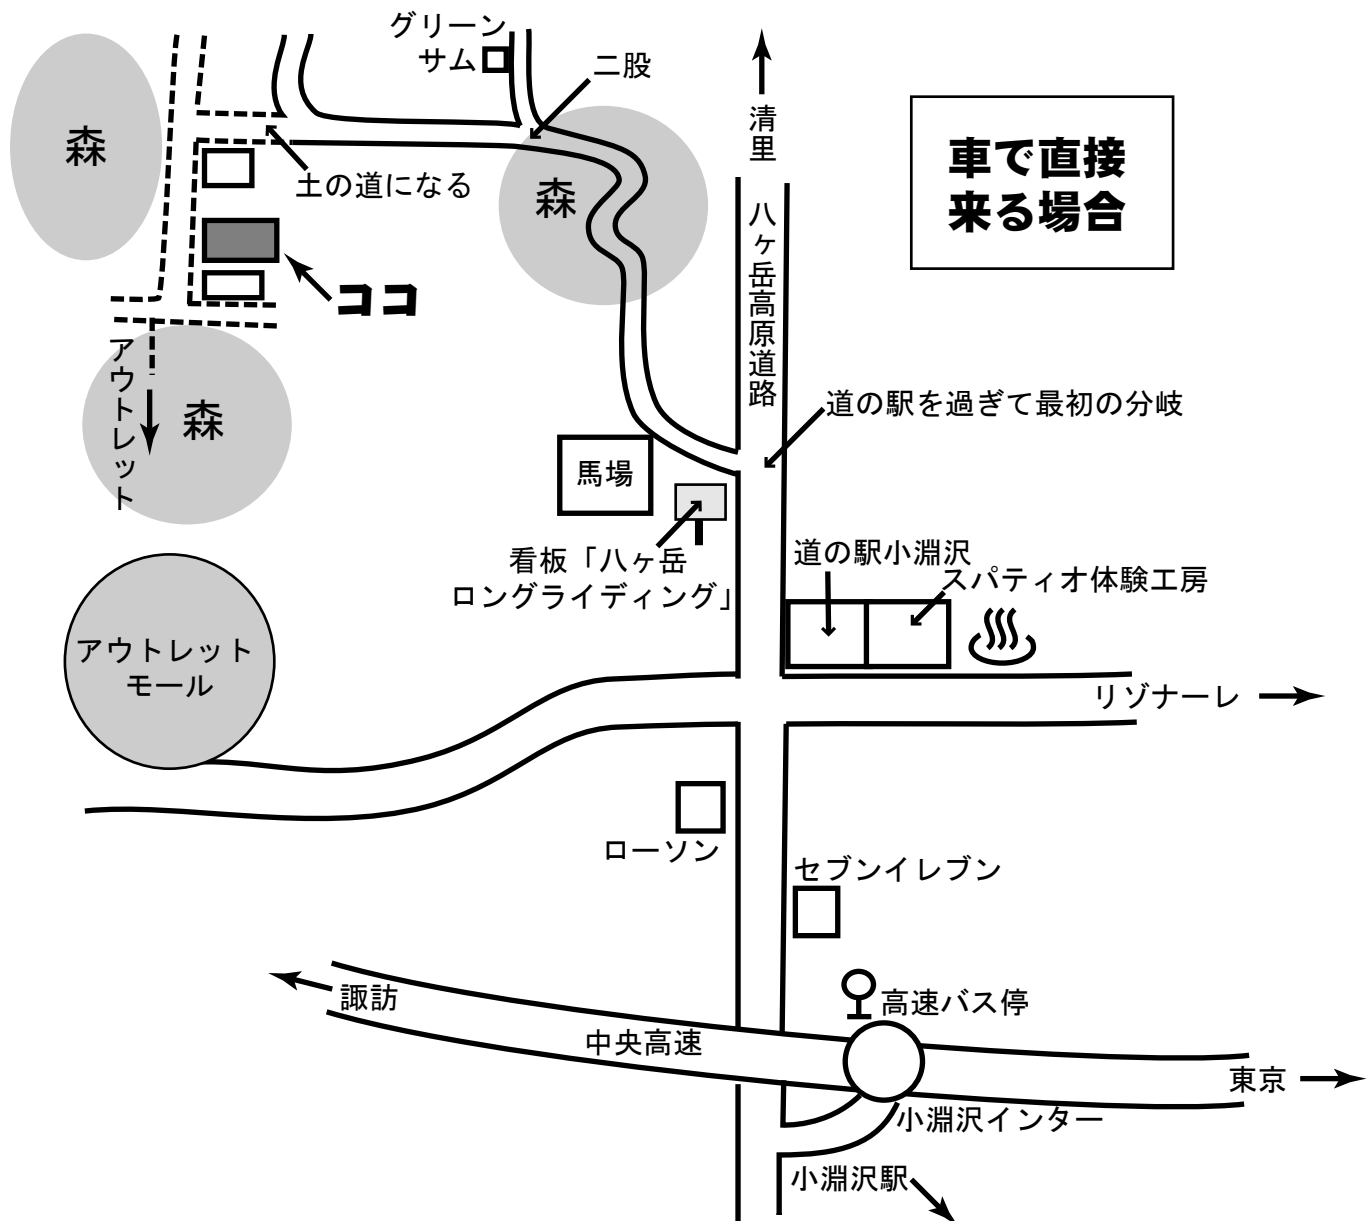 グリーン
サム
二股
清里
車で直接
来る場合
森
森
土の道になる
八ヶ岳高原道路
ココ
アウトレット
森
道の駅を過ぎて最初の分岐
馬場
看板「八ヶ岳
ロングライディング」
道の駅小淵沢
スパティオ体験工房
アウトレット
モール
リゾナーレ
ローソン
セブンイレブン
諏訪
高速バス停
中央高速
東京
小淵沢インター
小淵沢駅